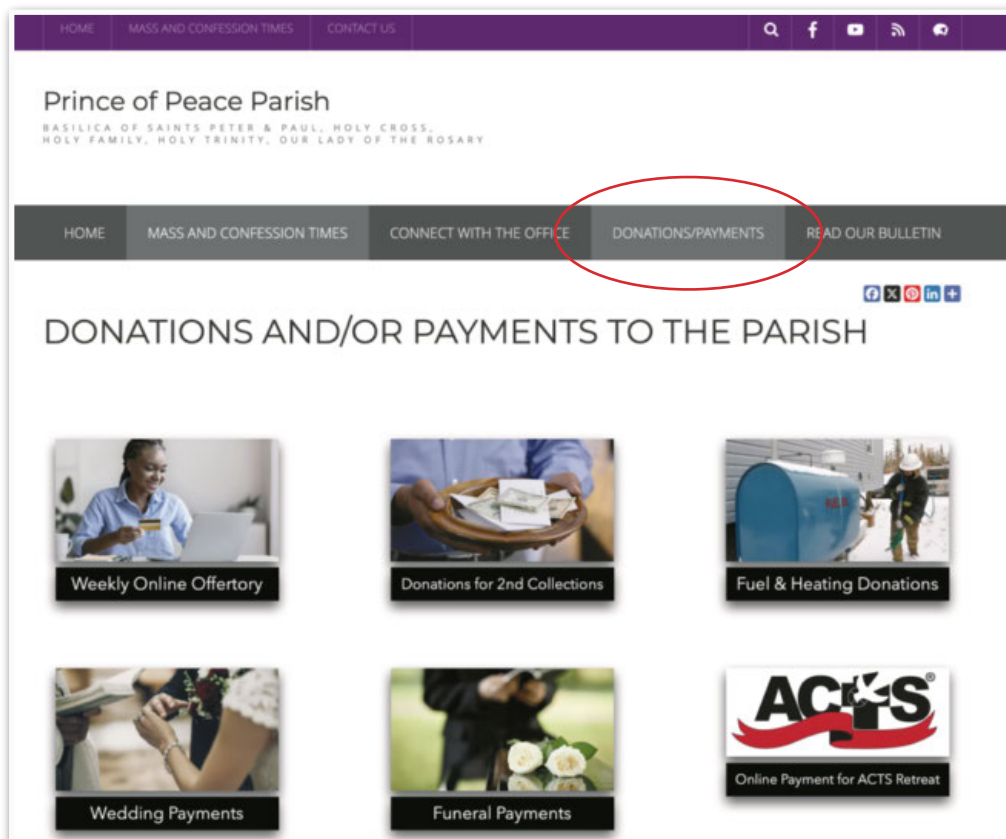 HOME MASS AND CONFESSION TIMES CONTACT US
Prince of Peace Parish
BASILICA OF SAINTS PETER & PAUL, HOLY CROSS,
HOLY FAMILY, HOLY TRINITY, OUR LADY OF THE ROSARY
HOME MASS AND CONFESSION TIMES CONNECT WITH THE OFFICE DONATIONS/PAYMENTS READ OUR BULLETIN
DONATIONS AND/OR PAYMENTS TO THE PARISH
Weekly Online Offertory
Donations for 2nd Collections
Fuel & Heating Donations
ACTS®
Wedding Payments
Funeral Payments
Online Payment for ACTS Retreat